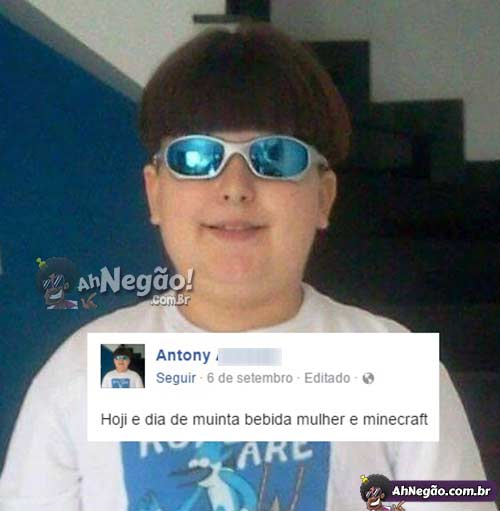 AhNegão!
.com.Br
Antony
Seguir · 6 de setembro · Editado ·
Hoji e dia de muinta bebida mulher e minecraft
ARE
AhNegão.com.br